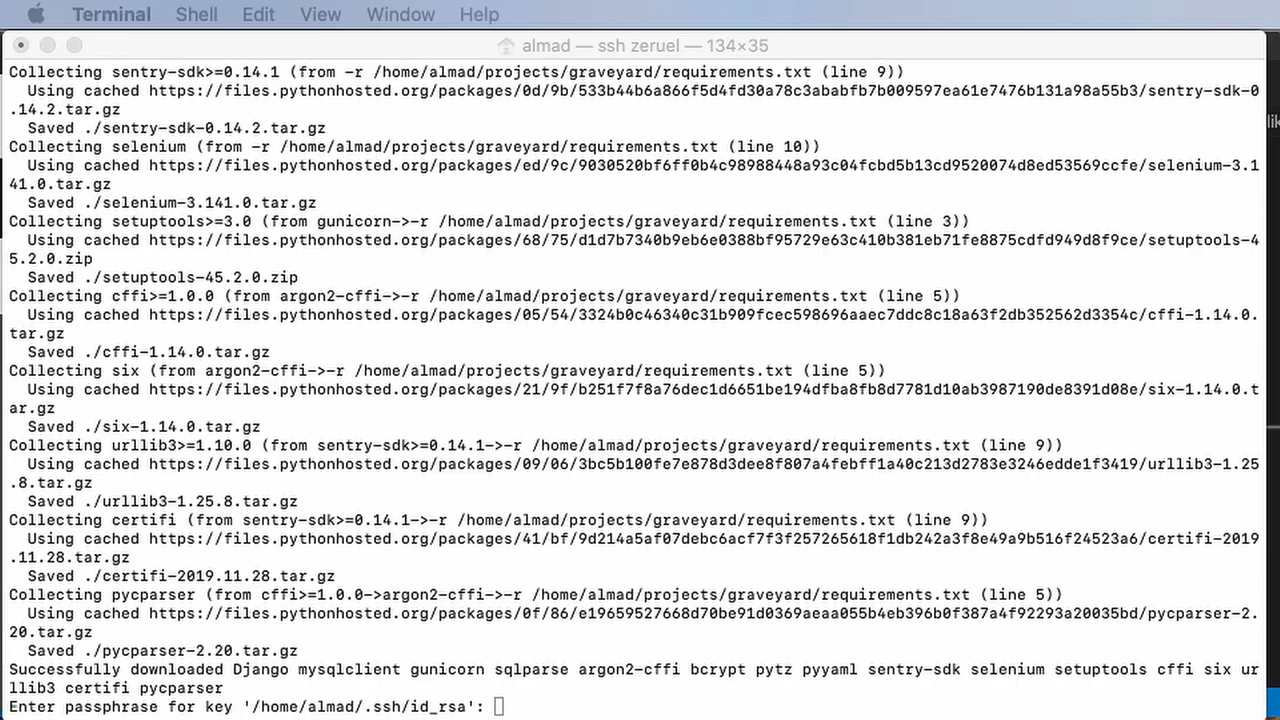 Terminal Shell Edit View Window Help
almad — ssh zeruel — 134×35
Collecting sentry-sdk>=0.14.1 (from -r /home/almad/projects/graveyard/requirements.txt (line 9))
  Using cached https://files.pythonhosted.org/packages/0d/9b/533b44b6a866f5d4fd30a78c3ababfb7b009597ea61e7476b131a98a55b3/sentry-sdk-0
.14.2.tar.gz
  Saved ./sentry-sdk-0.14.2.tar.gz
Collecting selenium (from -r /home/almad/projects/graveyard/requirements.txt (line 10))
  Using cached https://files.pythonhosted.org/packages/ed/9c/9030520bf6ff0b4c98988448a93c04fcbd5b13cd9520074d8ed53569ccfe/selenium-3.1
41.0.tar.gz
  Saved ./selenium-3.141.0.tar.gz
Collecting setuptools>=3.0 (from gunicorn->-r /home/almad/projects/graveyard/requirements.txt (line 3))
  Using cached https://files.pythonhosted.org/packages/68/75/d1d7b7340b9eb6e0388bf95729e63c410b381eb71fe8875cdfd949d8f9ce/setuptools-4
5.2.0.zip
  Saved ./setuptools-45.2.0.zip
Collecting cffi>=1.0.0 (from argon2-cffi->-r /home/almad/projects/graveyard/requirements.txt (line 5))
  Using cached https://files.pythonhosted.org/packages/05/54/3324b0c46340c31b909fcec598696aaec7ddc8c18a63f2db352562d3354c/cffi-1.14.0.
tar.gz
  Saved ./cffi-1.14.0.tar.gz
Collecting six (from argon2-cffi->-r /home/almad/projects/graveyard/requirements.txt (line 5))
  Using cached https://files.pythonhosted.org/packages/21/9f/b251f7f8a76dec1d6651be194dfba8fb8d7781d10ab3987190de8391d08e/six-1.14.0.t
ar.gz
  Saved ./six-1.14.0.tar.gz
Collecting urllib3>=1.10.0 (from sentry-sdk>=0.14.1->-r /home/almad/projects/graveyard/requirements.txt (line 9))
  Using cached https://files.pythonhosted.org/packages/09/06/3bc5b100fe7e878d3dee8f807a4febff1a40c213d2783e3246edde1f3419/urllib3-1.25
.8.tar.gz
  Saved ./urllib3-1.25.8.tar.gz
Collecting certifi (from sentry-sdk>=0.14.1->-r /home/almad/projects/graveyard/requirements.txt (line 9))
  Using cached https://files.pythonhosted.org/packages/41/bf/9d214a5af07debc6acf7f3f257265618f1db242a3f8e49a9b516f24523a6/certifi-2019
.11.28.tar.gz
  Saved ./certifi-2019.11.28.tar.gz
Collecting pycparser (from cffi>=1.0.0->argon2-cffi->-r /home/almad/projects/graveyard/requirements.txt (line 5))
  Using cached https://files.pythonhosted.org/packages/0f/86/e19659527668d70be91d0369aeaa055b4eb396b0f387a4f92293a20035bd/pycparser-2.
20.tar.gz
  Saved ./pycparser-2.20.tar.gz
Successfully downloaded Django mysqlclient gunicorn sqlparse argon2-cffi bcrypt pytz pyyaml sentry-sdk selenium setuptools cffi six ur
llib3 certifi pycparser
Enter passphrase for key '/home/almad/.ssh/id_rsa':